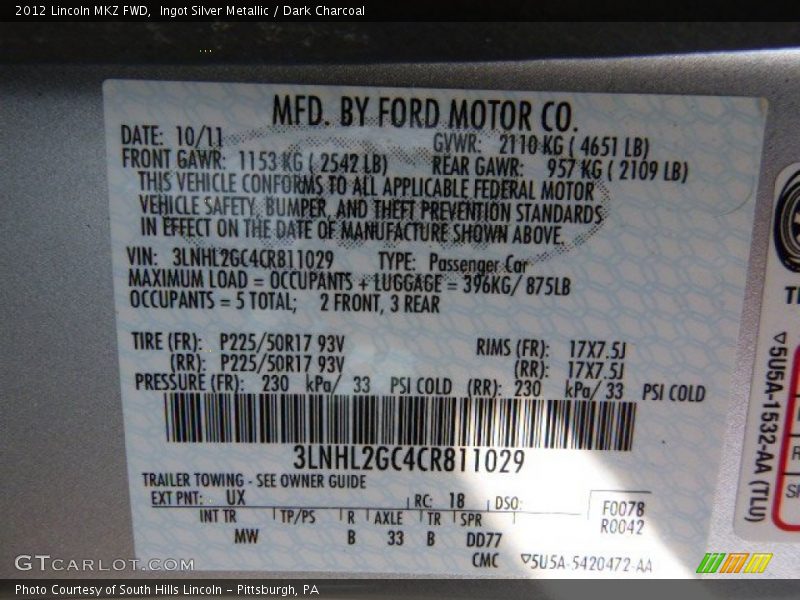 2012 Lincoln MKZ FWD,  Ingot Silver Metallic / Dark Charcoal
MFD. BY FORD MOTOR CO.
DATE: 10/11 GVWR: 2110 KG ( 4651 LB)
FRONT GAWR: 1153 KG ( 2542 LB) REAR GAWR: 957 KG ( 2109 LB)
THIS VEHICLE CONFORMS TO ALL APPLICABLE FEDERAL MOTOR
VEHICLE SAFETY, BUMPER, AND THEFT PREVENTION STANDARDS
IN EFFECT ON THE DATE OF MANUFACTURE SHOWN ABOVE.
VIN: 3LNHL2GC4CR811029 TYPE: Passenger Car
MAXIMUM LOAD = OCCUPANTS + LUGGAGE = 396KG/ 875LB
OCCUPANTS = 5 TOTAL; 2 FRONT, 3 REAR
TIRE (FR): P225/50R17 93V RIMS (FR): 17X7.5J
(RR): P225/50R17 93V (RR): 17X7.5J
PRESSURE (FR): 230 kPa/ 33 PSI COLD (RR): 230 kPa/ 33 PSI COLD
3LNHL2GC4CR811029
TRAILER TOWING - SEE OWNER GUIDE
EXT PNT: UX RC: 18 DSO: F0078
R0042
INT TR TP/PS R AXLE TR SPR
MW B 33 B DD77
CMC ▽5U5A-5420472-AA
▽5U5A-1532-AA (TLU)
GTCARLOT.COM
Photo Courtesy of South Hills Lincoln - Pittsburgh, PA